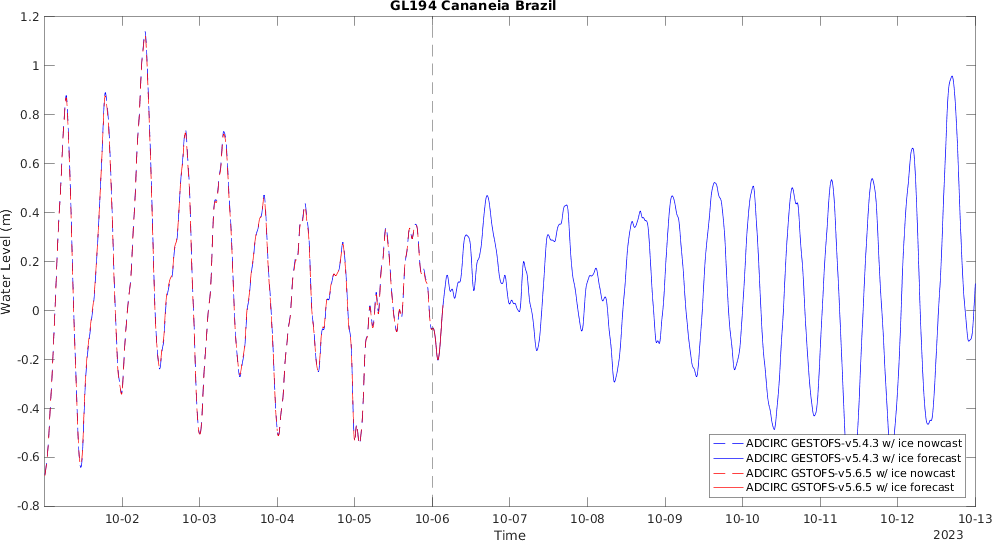 GL194 Cananeia Brazil
Water Level (m)
1.2
1
0.8
0.6
0.4
0.2
0
-0.2
-0.4
-0.6
-0.8
ADCIRC GESTOFS-v5.4.3 w/ ice nowcast
ADCIRC GESTOFS-v5.4.3 w/ ice forecast
ADCIRC GSTOFS-v5.6.5 w/ ice nowcast
ADCIRC GSTOFS-v5.6.5 w/ ice forecast
10-02 10-03 10-04 10-05 10-06 10-07 10-08 10-09 10-10 10-11 10-12 10-13
Time
2023